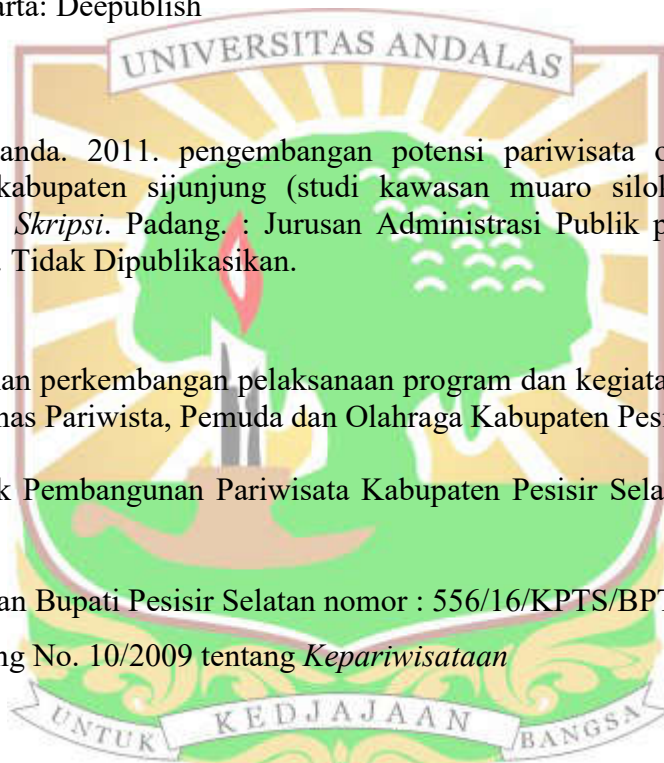 arta: Deepublish
UNIVERSITAS ANDALAS
anda. 2011. pengembangan potensi pariwisata
kabupaten sijunjung (studi kawasan muaro silok
Skripsi. Padang. : Jurusan Administrasi Publik p
. Tidak Dipublikasikan.
an perkembangan pelaksanaan program dan kegiata
nas Pariwista, Pemuda dan Olahraga Kabupaten Pesi
k Pembangunan Pariwisata Kabupaten Pesisir Sela
an Bupati Pesisir Selatan nomor : 556/16/KPTS/BPT
ng No. 10/2009 tentang Kepariwisataan
UNTUK KEDJAJAAN BANGSA